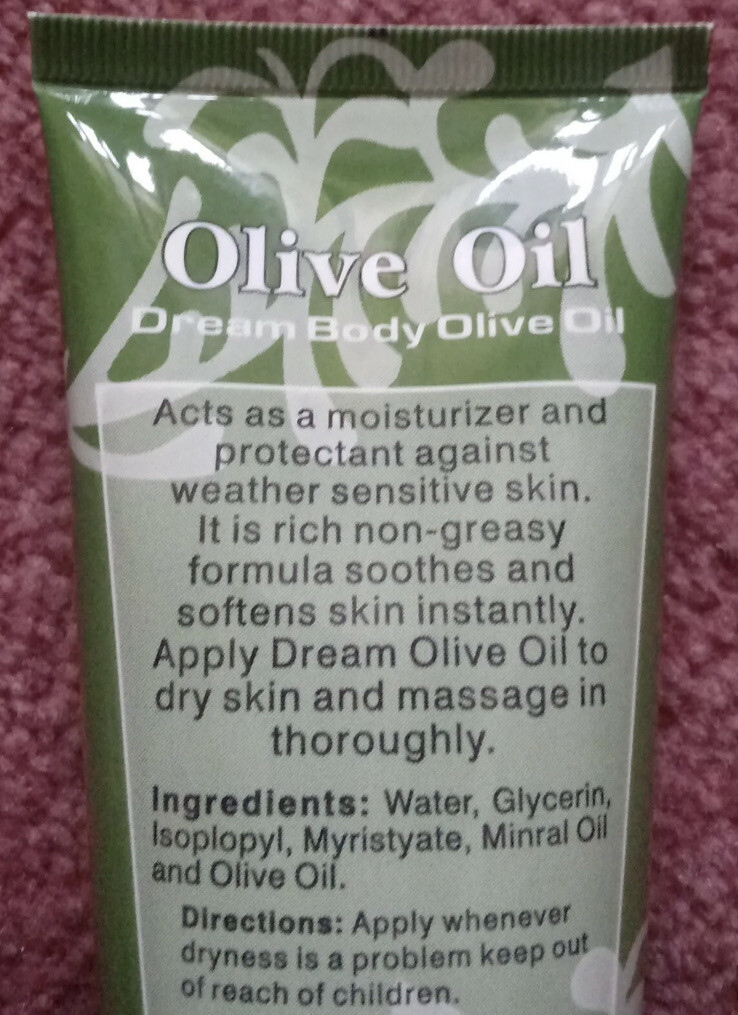 Olive Oil
Dream Body Olive Oil
Acts as a moisturizer and
protectant against
weather sensitive skin.
It is rich non-greasy
formula soothes and
softens skin instantly.
Apply Dream Olive Oil to
dry skin and massage in
thoroughly.
Ingredients: Water, Glycerin,
Isoplopyl, Myristyate, Minral Oil
and Olive Oil.
Directions: Apply whenever
dryness is a problem keep out
of reach of children.